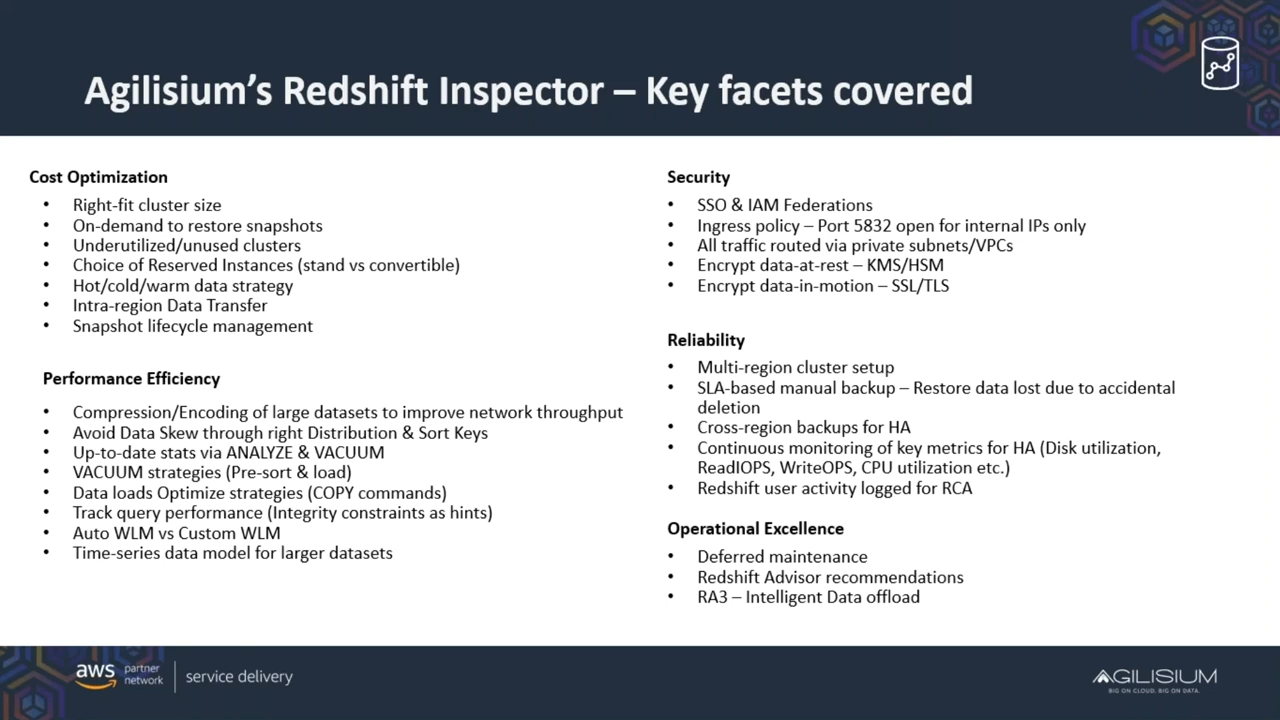 Agilisium's Redshift Inspector – Key facets covered
Cost Optimization
• Right-fit cluster size
• On-demand to restore snapshots
• Underutilized/unused clusters
• Choice of Reserved Instances (stand vs convertible)
• Hot/cold/warm data strategy
• Intra-region Data Transfer
• Snapshot lifecycle management
Performance Efficiency
• Compression/Encoding of large datasets to improve network throughput
• Avoid Data Skew through right Distribution & Sort Keys
• Up-to-date stats via ANALYZE & VACUUM
• VACUUM strategies (Pre-sort & load)
• Data loads Optimize strategies (COPY commands)
• Track query performance (Integrity constraints as hints)
• Auto WLM vs Custom WLM
• Time-series data model for larger datasets
Security
• SSO & IAM Federations
• Ingress policy – Port 5832 open for internal IPs only
• All traffic routed via private subnets/VPCs
• Encrypt data-at-rest – KMS/HSM
• Encrypt data-in-motion – SSL/TLS
Reliability
• Multi-region cluster setup
• SLA-based manual backup – Restore data lost due to accidental
deletion
• Cross-region backups for HA
• Continuous monitoring of key metrics for HA (Disk utilization,
ReadIOPS, WriteOPS, CPU utilization etc.)
• Redshift user activity logged for RCA
Operational Excellence
• Deferred maintenance
• Redshift Advisor recommendations
• RA3 – Intelligent Data offload
aws partner
network
service delivery
AGILISIUM
BIG ON CLOUD. BIG ON DATA.